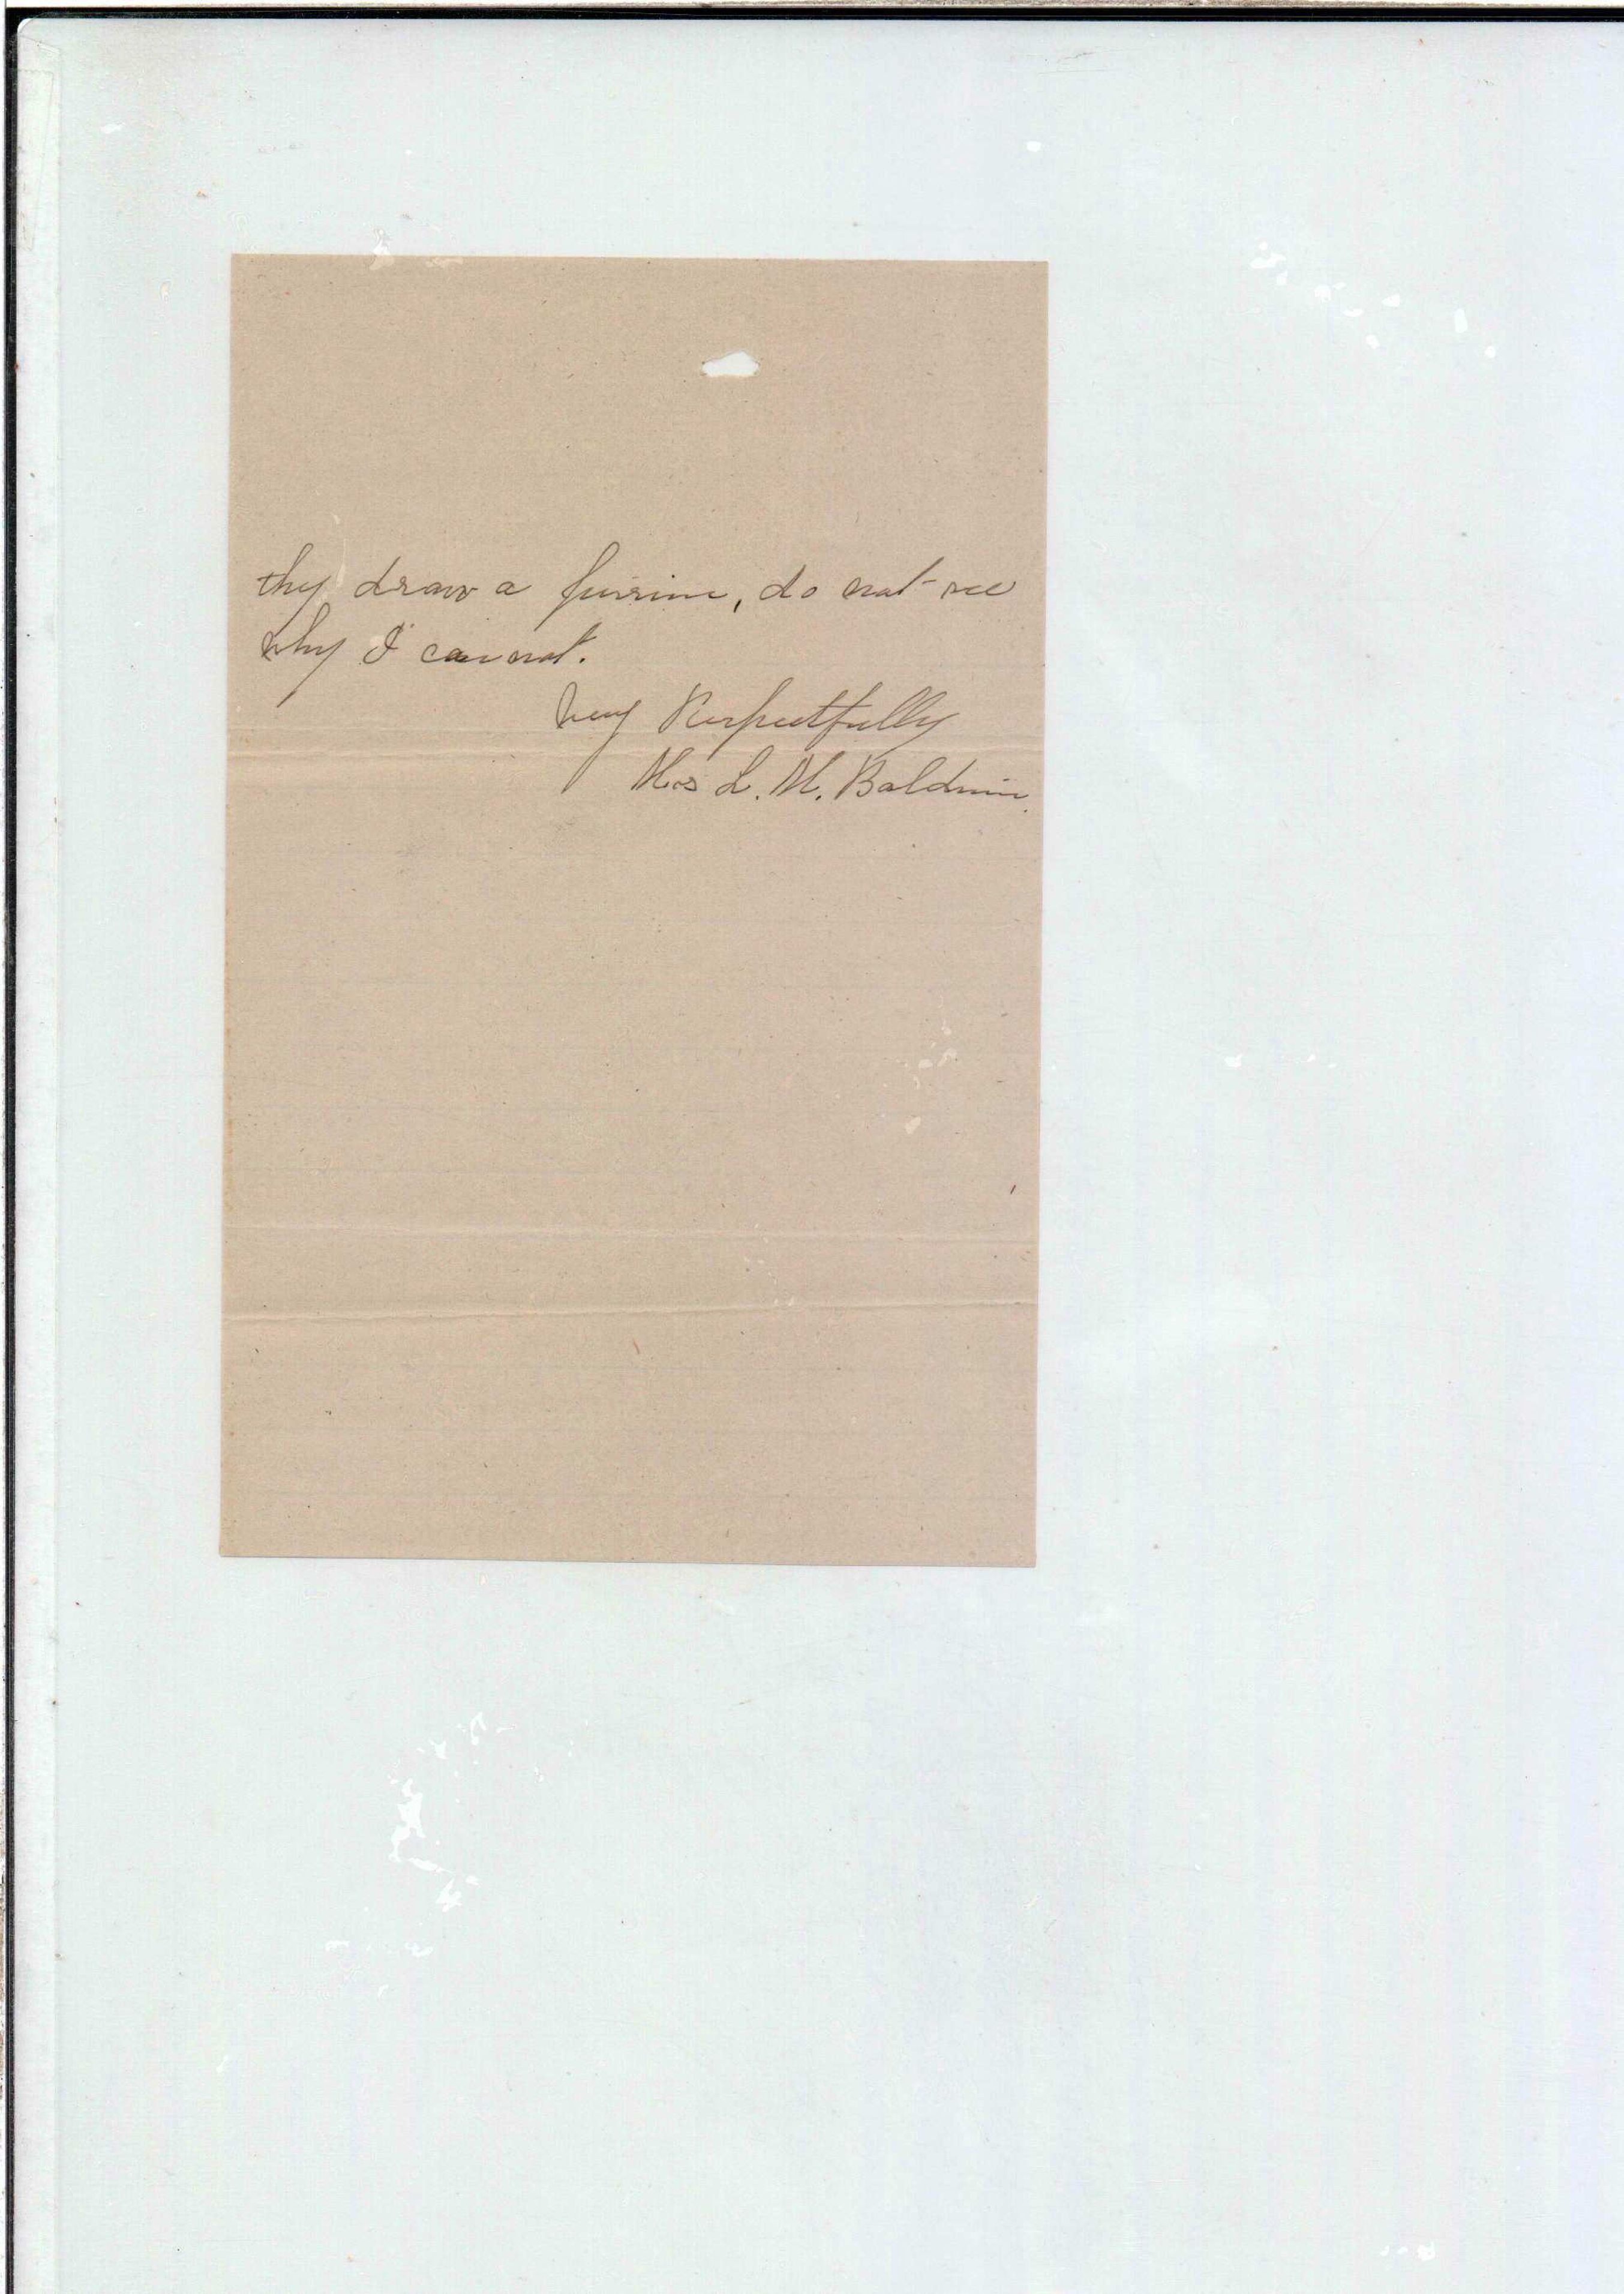 they draw a pension, do not see
why I cannot.
Very Respectfully
Mrs L. M. Baldwin.